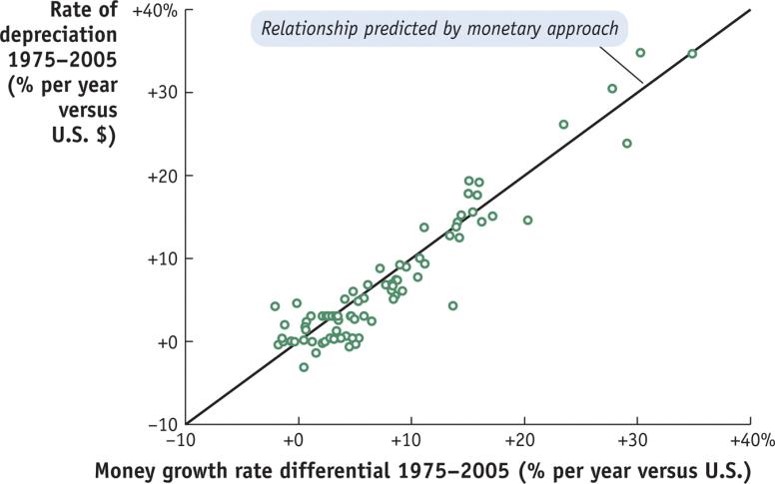 Rate of
depreciation
1975–2005
(% per year
versus
U.S. $)
+40%
+30
+20
+10
+0
−10
Relationship predicted by monetary approach
−10
+0
+10
+20
+30
+40%
Money growth rate differential 1975–2005 (% per year versus U.S.)